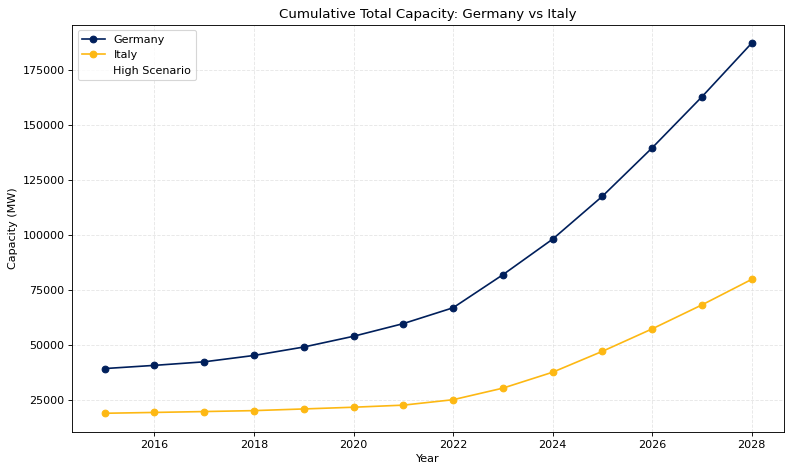 Cumulative Total Capacity: Germany vs Italy
Germany
Italy
High Scenario
Capacity (MW)
175000
150000
125000
100000
75000
50000
25000
2016
2018
2020
2022
2024
2026
2028
Year